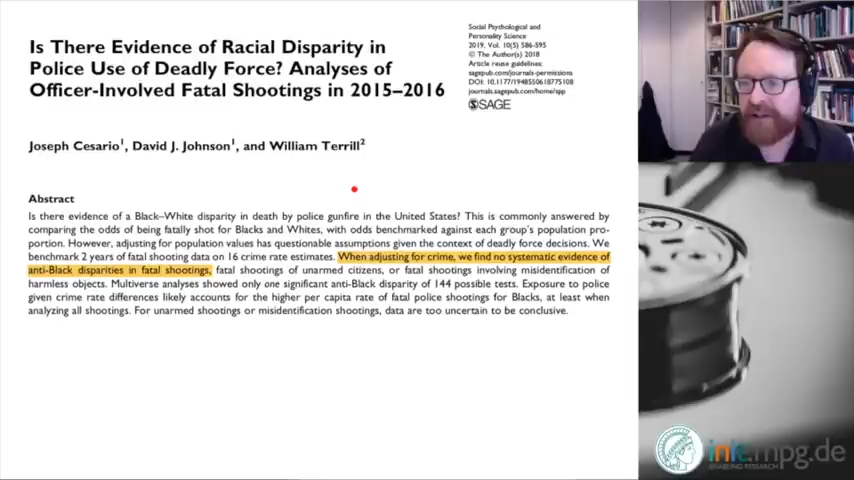 Is There Evidence of Racial Disparity in
Police Use of Deadly Force? Analyses of
Officer-Involved Fatal Shootings in 2015–2016
Social Psychological and
Personality Science
2019, Vol. 10(5) 586-595
© The Author(s) 2018
Article reuse guidelines:
sagepub.com/journals-permissions
DOI: 10.1177/1948550618775108
journals.sagepub.com/home/spp
SAGE
Joseph Cesario1, David J. Johnson1, and William Terrill2
Abstract
Is there evidence of a Black–White disparity in death by police gunfire in the United States? This is commonly answered by
comparing the odds of being fatally shot for Blacks and Whites, with odds benchmarked against each group's population pro-
portion. However, adjusting for population values has questionable assumptions given the context of deadly force decisions. We
benchmark 2 years of fatal shooting data on 16 crime rate estimates. When adjusting for crime, we find no systematic evidence of
anti-Black disparities in fatal shootings, fatal shootings of unarmed citizens, or fatal shootings involving misidentification of
harmless objects. Multiverse analyses showed only one significant anti-Black disparity of 144 possible tests. Exposure to police
given crime rate differences likely accounts for the higher per capita rate of fatal police shootings for Blacks, at least when
analyzing all shootings. For unarmed shootings or misidentification shootings, data are too uncertain to be conclusive.
.mpg.de
ENABLING RESEARCH